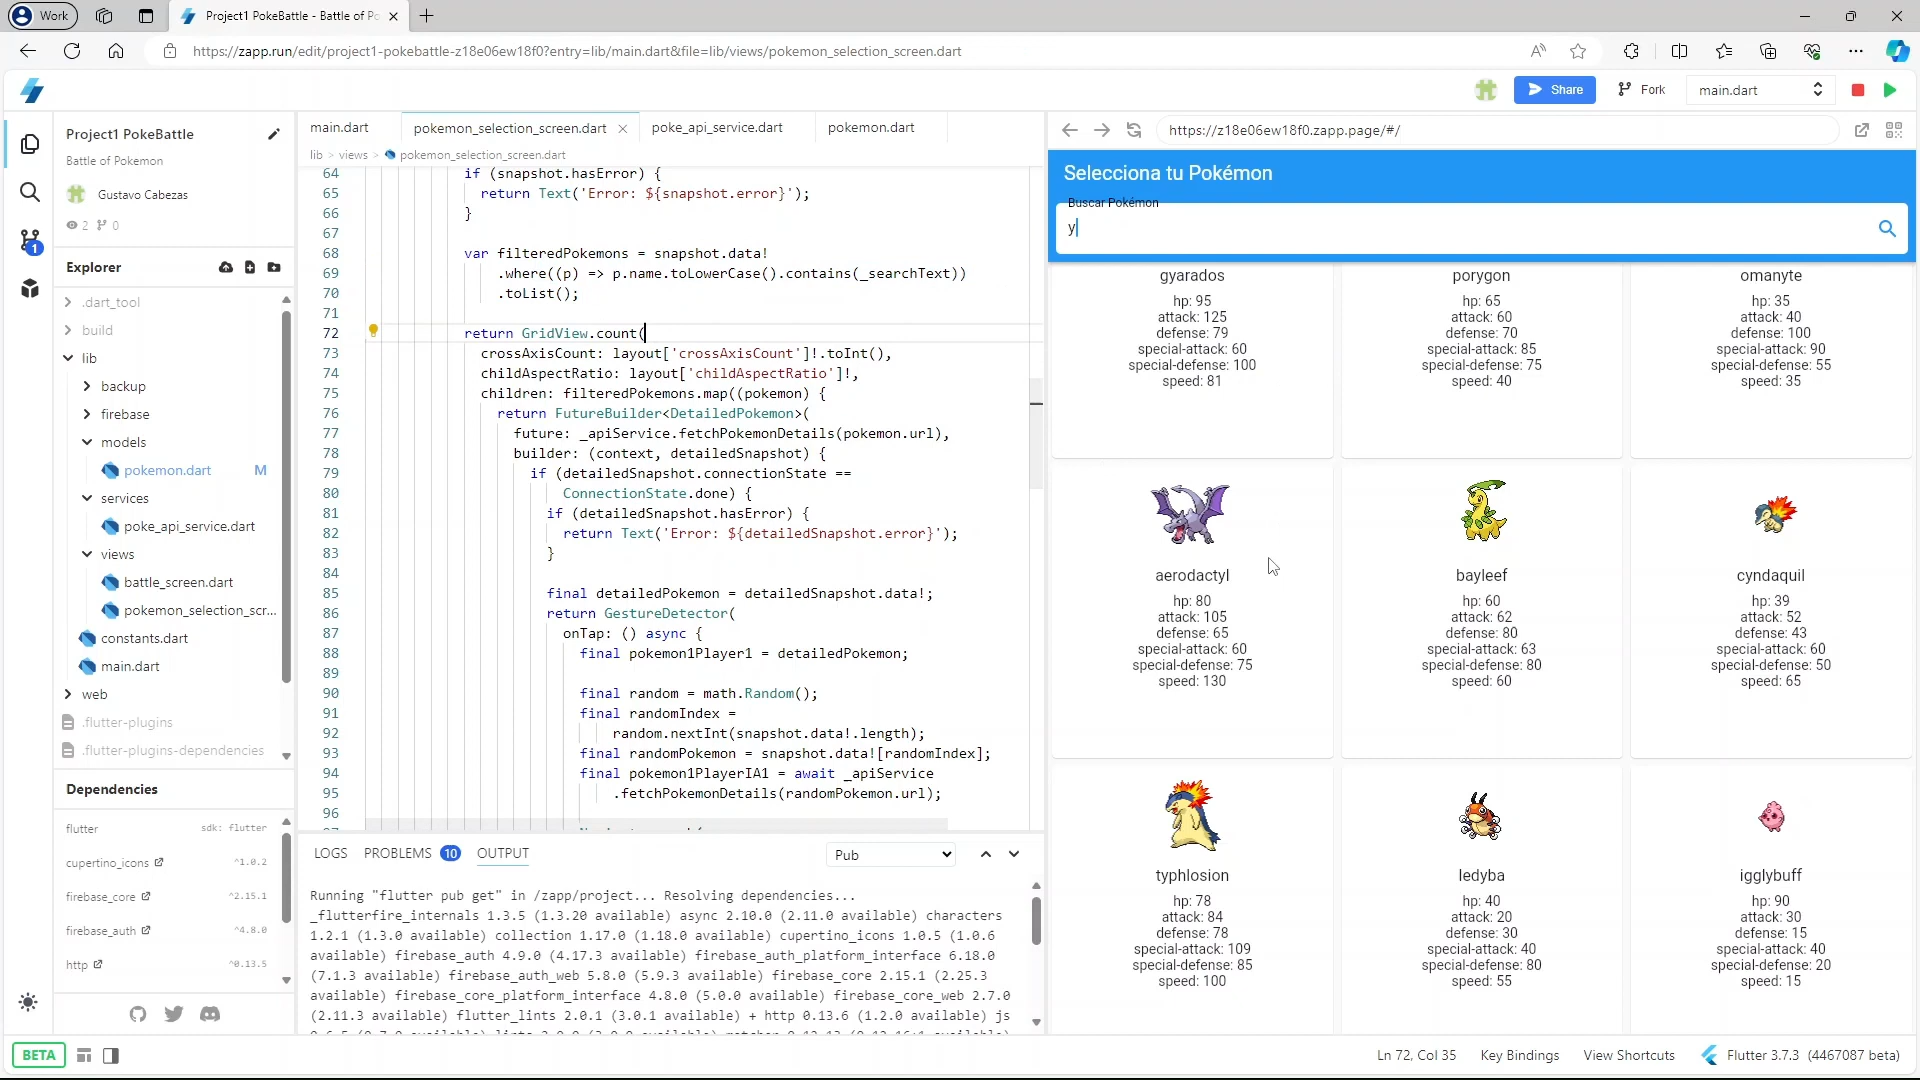 Work
Project1 PokeBattle - Battle of Po
https://zapp.run/edit/project1-pokebattle-z18e06ew18f0?entry=lib/main.dart&file=lib/views/pokemon_selection_screen.dart
Share
Fork
main.dart
Project1 PokeBattle
Battle of Pokemon
Gustavo Cabezas
2
0
1
Explorer
.dart_tool
build
lib
backup
firebase
models
pokemon.dart
M
services
poke_api_service.dart
views
battle_screen.dart
pokemon_selection_scr...
constants.dart
main.dart
web
.flutter-plugins
.flutter-plugins-dependencies
Dependencies
flutter
sdk: flutter
cupertino_icons
^1.0.2
firebase_core
^2.15.1
firebase_auth
^4.8.0
http
^0.13.5
main.dart
pokemon_selection_screen.dart
poke_api_service.dart
pokemon.dart
lib > views > pokemon_selection_screen.dart
64 if (snapshot.hasError) {
65 return Text('Error: ${snapshot.error}');
66 }
67
68 var filteredPokemons = snapshot.data!
69 .where((p) => p.name.toLowerCase().contains(_searchText))
70 .toList();
71
72 return GridView.count(
73 crossAxisCount: layout['crossAxisCount']!.toInt(),
74 childAspectRatio: layout['childAspectRatio']!,
75 children: filteredPokemons.map((pokemon) {
76 return FutureBuilder<DetailedPokemon>(
77 future: _apiService.fetchPokemonDetails(pokemon.url),
78 builder: (context, detailedSnapshot) {
79 if (detailedSnapshot.connectionState ==
80 ConnectionState.done) {
81 if (detailedSnapshot.hasError) {
82 return Text('Error: ${detailedSnapshot.error}');
83 }
84
85 final detailedPokemon = detailedSnapshot.data!;
86 return GestureDetector(
87 onTap: () async {
88 final pokemon1Player1 = detailedPokemon;
89
90 final random = math.Random();
91 final randomIndex =
92 random.nextInt(snapshot.data!.length);
93 final randomPokemon = snapshot.data![randomIndex];
94 final pokemon1PlayerIA1 = await _apiService
95 .fetchPokemonDetails(randomPokemon.url);
96
LOGS
PROBLEMS
10
OUTPUT
Pub
Running "flutter pub get" in /zapp/project... Resolving dependencies...
_flutterfire_internals 1.3.5 (1.3.20 available) async 2.10.0 (2.11.0 available) characters
1.2.1 (1.3.0 available) collection 1.17.0 (1.18.0 available) cupertino_icons 1.0.5 (1.0.6
available) firebase_auth 4.9.0 (4.17.3 available) firebase_auth_platform_interface 6.18.0
(7.1.3 available) firebase_auth_web 5.8.0 (5.9.3 available) firebase_core 2.15.1 (2.25.3
available) firebase_core_platform_interface 4.8.0 (5.0.0 available) firebase_core_web 2.7.0
(2.11.3 available) flutter_lints 2.0.1 (3.0.1 available) + http 0.13.6 (1.2.0 available) js
https://z18e06ew18f0.zapp.page/#/
Selecciona tu Pokémon
Buscar Pokémon
y
gyarados
hp: 95
attack: 125
defense: 79
special-attack: 60
special-defense: 100
speed: 81
porygon
hp: 65
attack: 60
defense: 70
special-attack: 85
special-defense: 75
speed: 40
omanyte
hp: 35
attack: 40
defense: 100
special-attack: 90
special-defense: 55
speed: 35
aerodactyl
hp: 80
attack: 105
defense: 65
special-attack: 60
special-defense: 75
speed: 130
bayleef
hp: 60
attack: 62
defense: 80
special-attack: 63
special-defense: 80
speed: 60
cyndaquil
hp: 39
attack: 52
defense: 43
special-attack: 60
special-defense: 50
speed: 65
typhlosion
hp: 78
attack: 84
defense: 78
special-attack: 109
special-defense: 85
speed: 100
ledyba
hp: 40
attack: 20
defense: 30
special-attack: 40
special-defense: 80
speed: 55
igglybuff
hp: 90
attack: 30
defense: 15
special-attack: 40
special-defense: 20
speed: 15
BETA
Ln 72, Col 35
Key Bindings
View Shortcuts
Flutter 3.7.3 (4467087 beta)